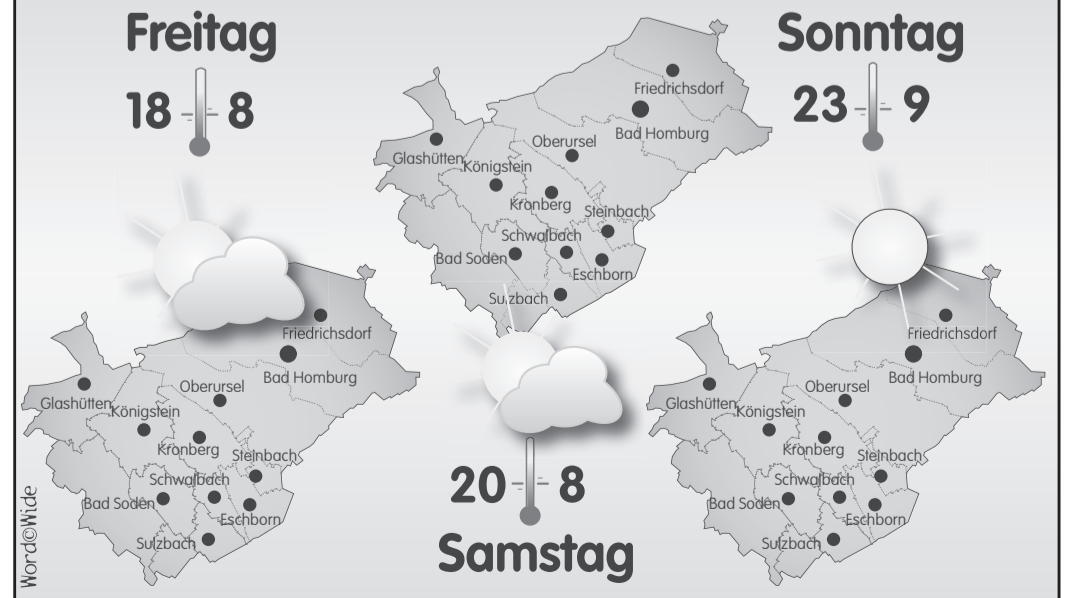 Freitag
18 8
Friedrichsdorf
Bad Homburg
Oberursel
Glashütten
Königstein
Kronberg
Steinbach
Schwalbach
Bad Soden
Eschborn
Sulzbach
Friedrichsdorf
Bad Homburg
Oberursel
Glashütten
Königstein
Kronberg
Steinbach
Schwalbach
Bad Soden
Eschborn
Sulzbach
20 8
Samstag
Sonntag
23 9
Friedrichsdorf
Bad Homburg
Oberursel
Glashütten
Königstein
Kronberg
Steinbach
Schwalbach
Bad Soden
Eschborn
Sulzbach
Word©Wide